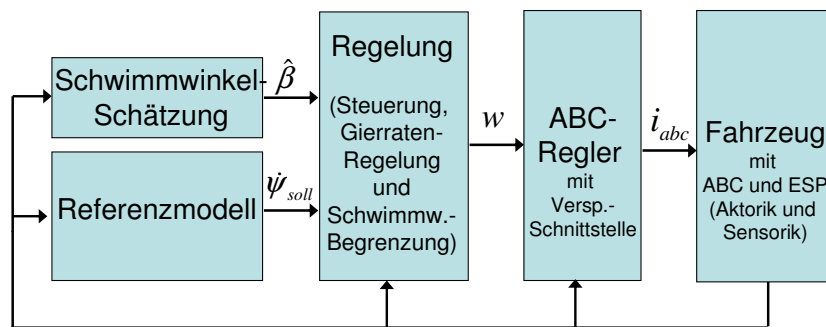 Schwimmwinkel-
Schätzung
β̂
Referenzmodell
ψ̇soll
Regelung
(Steuerung,
Gierraten-
Regelung
und
Schwimmw.-
Begrenzung)
w
ABC-
Regler
mit
Versp.-
Schnittstelle
iabc
Fahrzeug
mit
ABC und ESP
(Aktorik und
Sensorik)